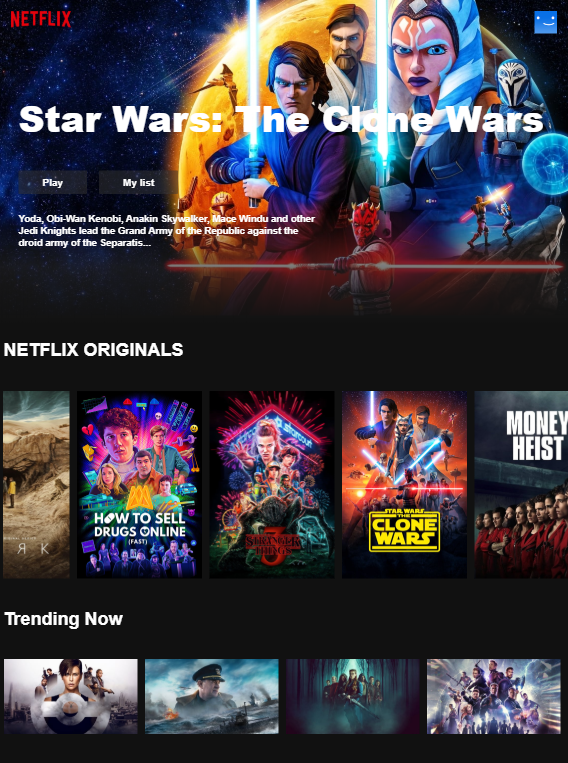 NETFLIX
Star Wars: The Clone Wars
Play
My list
Yoda, Obi-Wan Kenobi, Anakin Skywalker, Mace Windu and other
Jedi Knights lead the Grand Army of the Republic against the
droid army of the Separatis...
NETFLIX ORIGINALS
R K
HOW TO SELL
DRUGS ONLINE
(FAST)
STRANGER
THINGS
3
STAR WARS
THE
CLONE
WARS
MONEY
HEIST
Trending Now